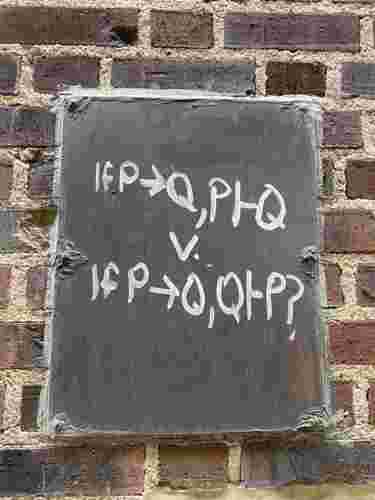 If P→Q, P⊢Q
v.
If P→Q, Q⊢P?